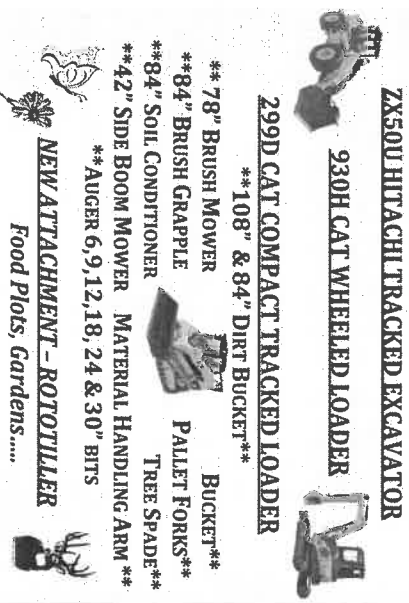 ZX50U HITACHI TRACKED EXCAVATOR
930H CAT WHEELED LOADER
299D CAT COMPACT TRACKED LOADER
**108" & 84" DIRT BUCKET**
**78" BRUSH MOWER BUCKET**
**84" BRUSH GRAPPLE PALLET FORKS**
**84" SOIL CONDITIONER TREE SPADE**
**42" SIDE BOOM MOWER MATERIAL HANDLING ARM **
**AUGER 6,9,12,18, 24 & 30" BITS
NEW ATTACHMENT – ROTOTILLER
Food Plots, Gardens.....